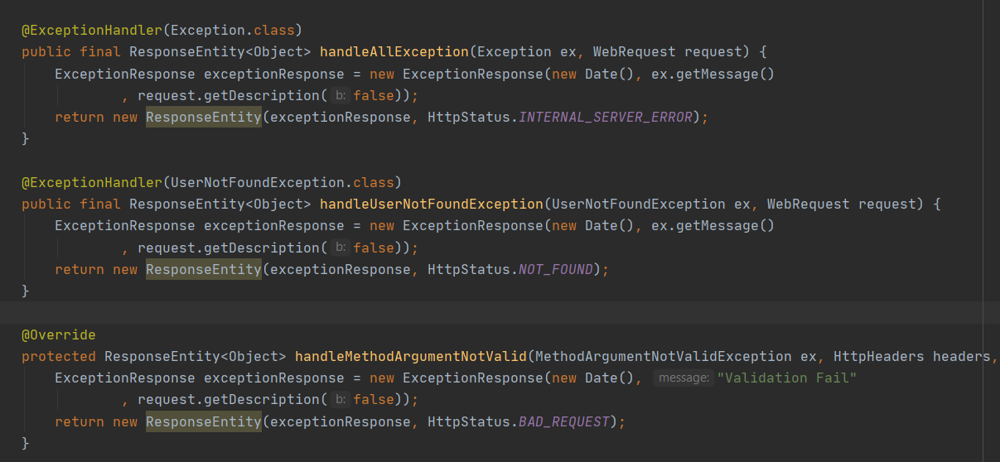 @ExceptionHandler(Exception.class)
public final ResponseEntity<Object> handleAllException(Exception ex, WebRequest request) {
ExceptionResponse exceptionResponse = new ExceptionResponse(new Date(), ex.getMessage()
, request.getDescription( b: false));
return new ResponseEntity(exceptionResponse, HttpStatus.INTERNAL_SERVER_ERROR);
}
@ExceptionHandler(UserNotFoundException.class)
public final ResponseEntity<Object> handleUserNotFoundException(UserNotFoundException ex, WebRequest request) {
ExceptionResponse exceptionResponse = new ExceptionResponse(new Date(), ex.getMessage()
, request.getDescription( b: false));
return new ResponseEntity(exceptionResponse, HttpStatus.NOT_FOUND);
}
@Override
protected ResponseEntity<Object> handleMethodArgumentNotValid(MethodArgumentNotValidException ex, HttpHeaders headers,
ExceptionResponse exceptionResponse = new ExceptionResponse(new Date(), message: "Validation Fail"
, request.getDescription( b: false));
return new ResponseEntity(exceptionResponse, HttpStatus.BAD_REQUEST);
}